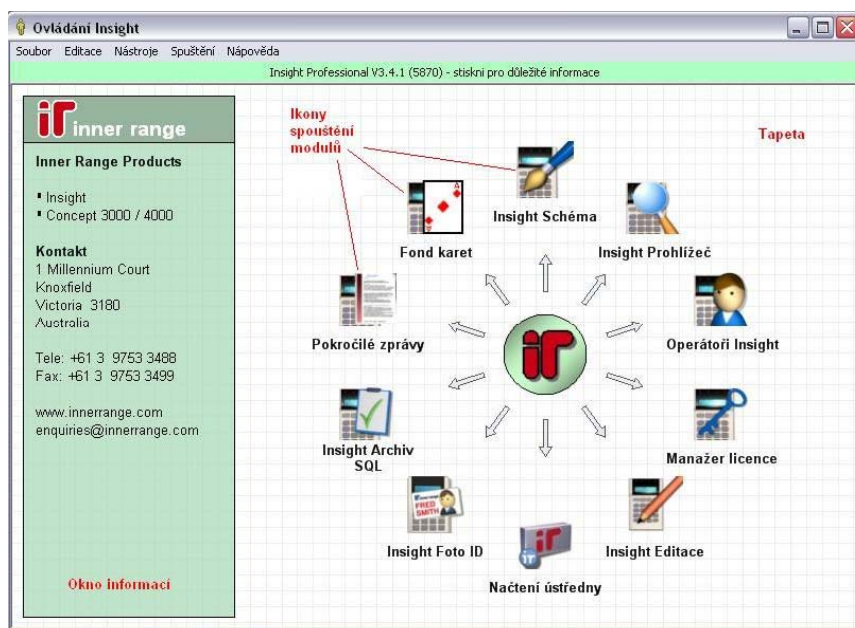 Ovládání Insight
Soubor Editace Nástroje Spuštění Nápověda
Insight Professional V3.4.1 (5870) - stiskni pro důležité informace
ir inner range
Inner Range Products
Insight
Concept 3000 / 4000
Kontakt
1 Millennium Court
Knoxfield
Victoria 3180
Australia
Tele: +61 3 9753 3488
Fax: +61 3 9753 3499
www.innerrange.com
enquiries@innerrange.com
Okno informací
Ikony
spouštění
modulů
Tapeta
Insight Schéma
Fond karet
Insight Prohlížeč
Pokročilé zprávy
Operátoři Insight
ir
Insight Archiv
SQL
Manažer licence
FRED
SMITH
Insight Foto ID
Insight Editace
ir
Načtení ústředny